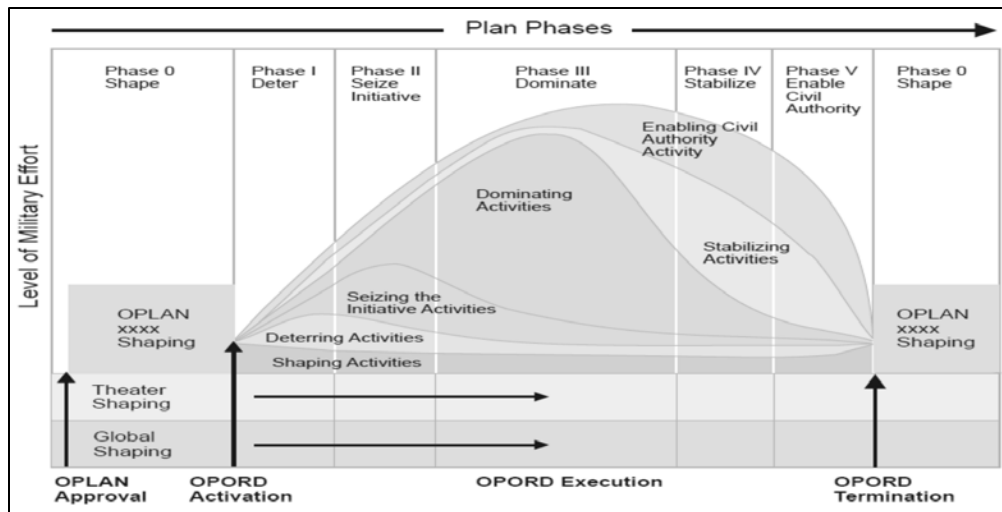 Plan Phases
Phase 0
Shape
Phase I
Deter
Phase II
Seize
Initiative
Phase III
Dominate
Phase IV
Stabilize
Phase V
Enable
Civil
Authority
Phase 0
Shape
Level of Military Effort
Enabling Civil
Authority
Activity
Dominating
Activities
Stabilizing
Activities
Seizing the
Initiative Activities
Deterring Activities
Shaping Activities
OPLAN
xxxx
Shaping
OPLAN
xxxx
Shaping
Theater
Shaping
Global
Shaping
OPLAN
Approval
OPORD
Activation
OPORD Execution
OPORD
Termination